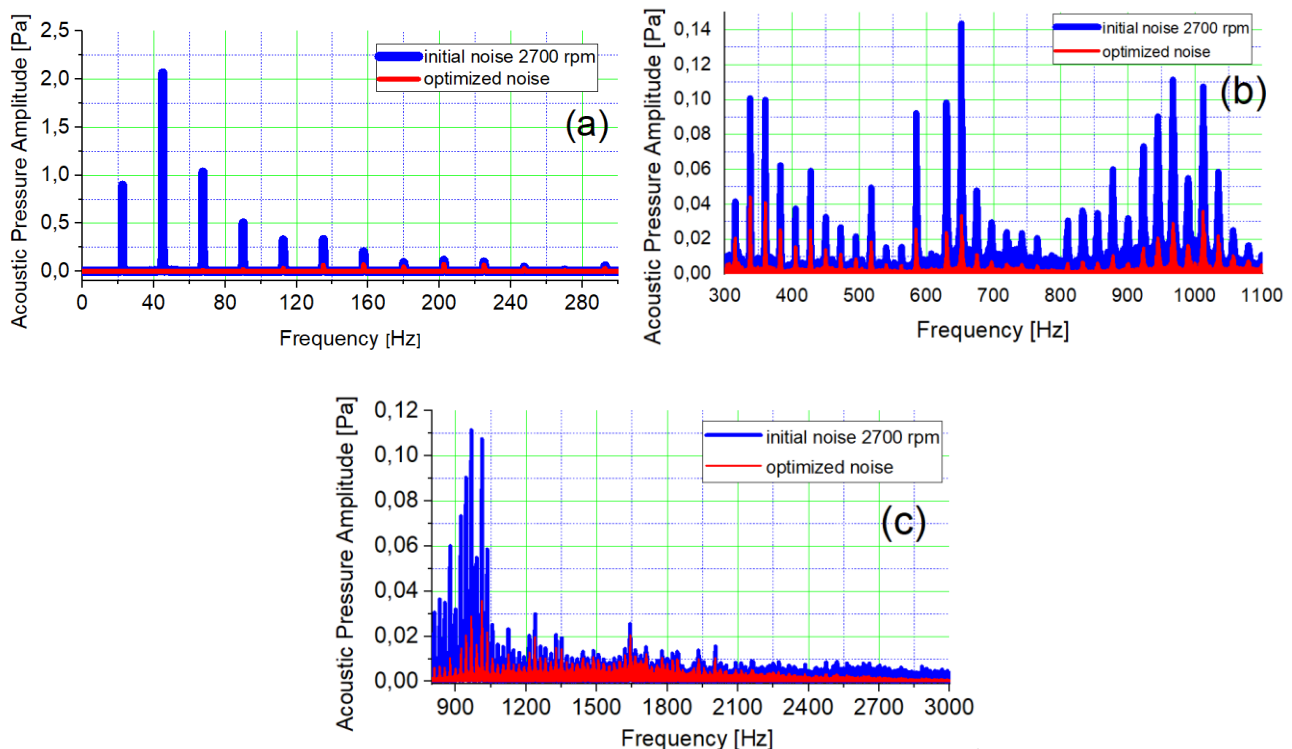 Acoustic Pressure Amplitude [Pa]
2,5
2,0
1,5
1,0
0,5
0,0
initial noise 2700 rpm
optimized noise
(a)
0 40 80 120 160 200 240 280
Frequency [Hz]
Acoustic Pressure Amplitude [Pa]
0,14
0,12
0,10
0,08
0,06
0,04
0,02
0,00
initial noise 2700 rpm
optimized noise
(b)
300 400 500 600 700 800 900 1000 1100
Frequency [Hz]
Acoustic Pressure Amplitude [Pa]
0,12
0,10
0,08
0,06
0,04
0,02
0,00
initial noise 2700 rpm
optimized noise
(c)
900 1200 1500 1800 2100 2400 2700 3000
Frequency [Hz]